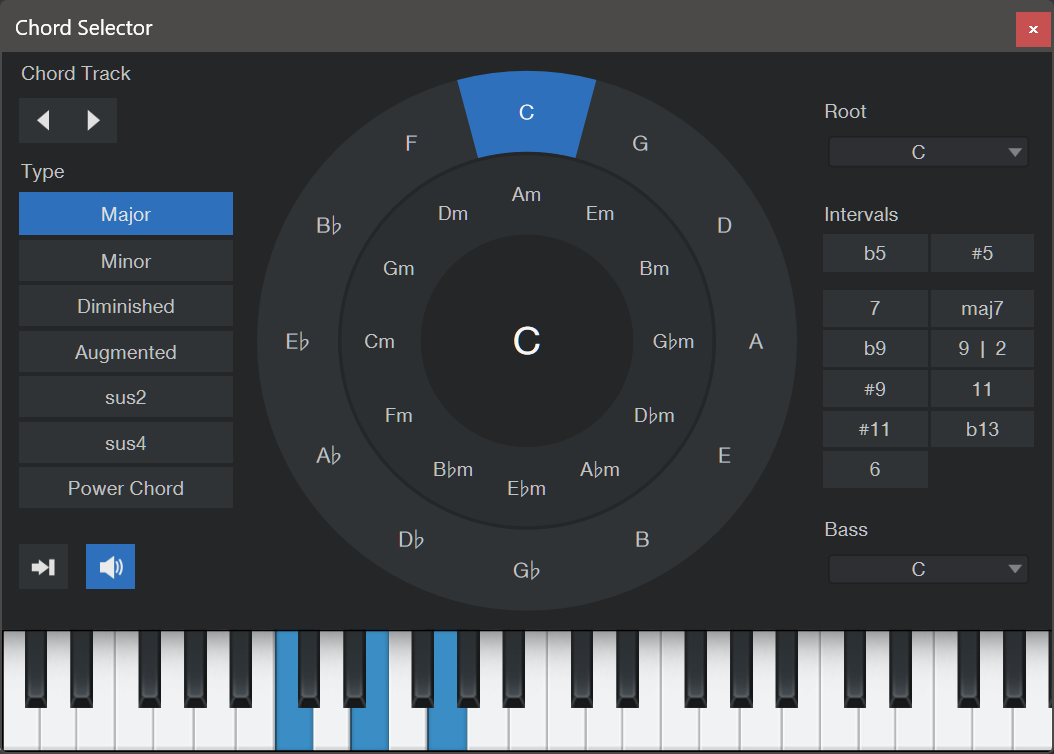 Chord Selector
x
Chord Track
Type
Major
Minor
Diminished
Augmented
sus2
sus4
Power Chord
C
F
G
B♭
D
E♭
A
A♭
E
D♭
B
G♭
Am
Dm
Em
Gm
Bm
Cm
G♭m
Fm
D♭m
B♭m
A♭m
E♭m
C
Root
C
Intervals
b5 #5
7 maj7
b9 9 | 2
#9 11
#11 b13
6
Bass
C